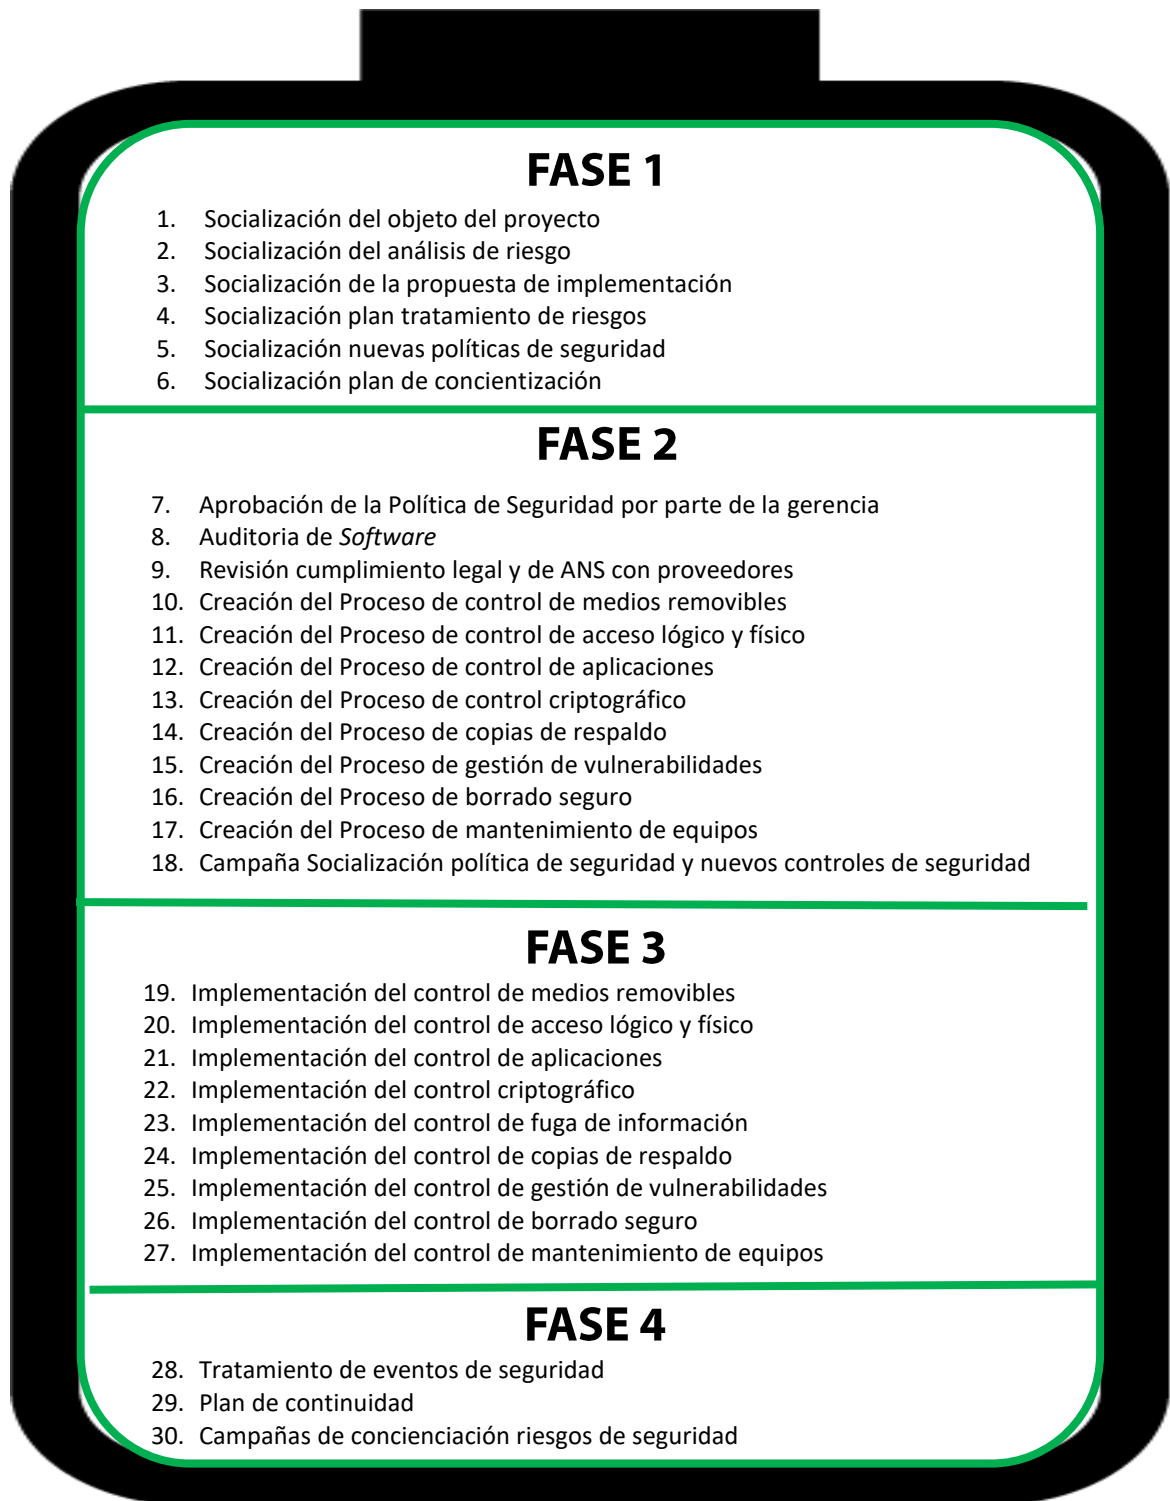 FASE 1
1. Socialización del objeto del proyecto
2. Socialización del análisis de riesgo
3. Socialización de la propuesta de implementación
4. Socialización plan tratamiento de riesgos
5. Socialización nuevas políticas de seguridad
6. Socialización plan de concientización
FASE 2
7. Aprobación de la Política de Seguridad por parte de la gerencia
8. Auditoria de Software
9. Revisión cumplimiento legal y de ANS con proveedores
10. Creación del Proceso de control de medios removibles
11. Creación del Proceso de control de acceso lógico y físico
12. Creación del Proceso de control de aplicaciones
13. Creación del Proceso de control criptográfico
14. Creación del Proceso de copias de respaldo
15. Creación del Proceso de gestión de vulnerabilidades
16. Creación del Proceso de borrado seguro
17. Creación del Proceso de mantenimiento de equipos
18. Campaña Socialización política de seguridad y nuevos controles de seguridad
FASE 3
19. Implementación del control de medios removibles
20. Implementación del control de acceso lógico y físico
21. Implementación del control de aplicaciones
22. Implementación del control criptográfico
23. Implementación del control de fuga de información
24. Implementación del control de copias de respaldo
25. Implementación del control de gestión de vulnerabilidades
26. Implementación del control de borrado seguro
27. Implementación del control de mantenimiento de equipos
FASE 4
28. Tratamiento de eventos de seguridad
29. Plan de continuidad
30. Campañas de concienciación riesgos de seguridad